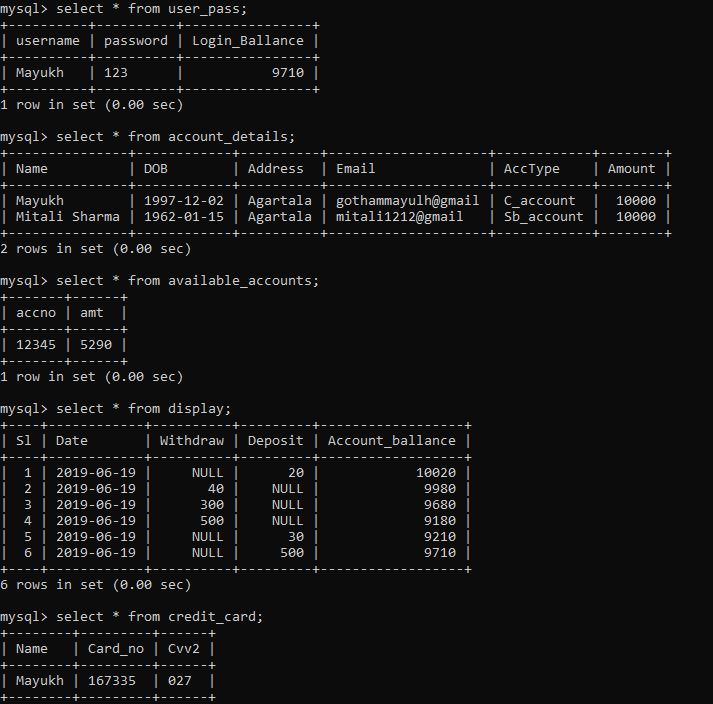 mysql> select * from user_pass;
+----------+----------+---------------+
| username | password | Login_Ballance |
+----------+----------+---------------+
| Mayukh   | 123      |          9710 |
+----------+----------+---------------+
1 row in set (0.00 sec)
mysql> select * from account_details;
+---------------+------------+----------+--------------------+------------+--------+
| Name          | DOB        | Address  | Email              | AccType    | Amount |
+---------------+------------+----------+--------------------+------------+--------+
| Mayukh        | 1997-12-02 | Agartala | gothammayulh@gmail | C_account  |  10000 |
| Mitali Sharma | 1962-01-15 | Agartala | mitali1212@gmail   | Sb_account |  10000 |
+---------------+------------+----------+--------------------+------------+--------+
2 rows in set (0.00 sec)
mysql> select * from available_accounts;
+-------+------+
| accno | amt  |
+-------+------+
| 12345 | 5290 |
+-------+------+
1 row in set (0.00 sec)
mysql> select * from display;
+----+------------+----------+---------+------------------+
| Sl | Date       | Withdraw | Deposit | Account_ballance |
+----+------------+----------+---------+------------------+
|  1 | 2019-06-19 |     NULL |      20 |            10020 |
|  2 | 2019-06-19 |       40 |    NULL |             9980 |
|  3 | 2019-06-19 |      300 |    NULL |             9680 |
|  4 | 2019-06-19 |      500 |    NULL |             9180 |
|  5 | 2019-06-19 |     NULL |      30 |             9210 |
|  6 | 2019-06-19 |     NULL |     500 |             9710 |
+----+------------+----------+---------+------------------+
6 rows in set (0.00 sec)
mysql> select * from credit_card;
+--------+---------+------+
| Name   | Card_no | Cvv2 |
+--------+---------+------+
| Mayukh | 167335  | 027  |
+--------+---------+------+